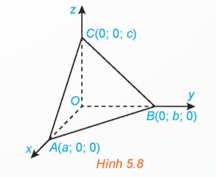 z
C(0; 0; c)
O
y
B(0; b; 0)
x
A(a; 0; 0)
Hình 5.8